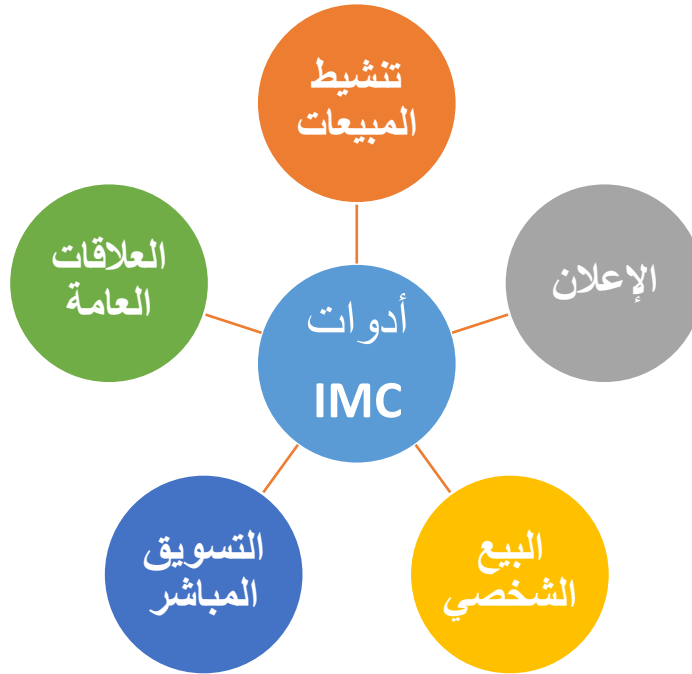 تنشيط
المبيعات
الإعلان
العلاقات
العامة
أدوات
IMC
البيع
الشخصي
التسويق
المباشر